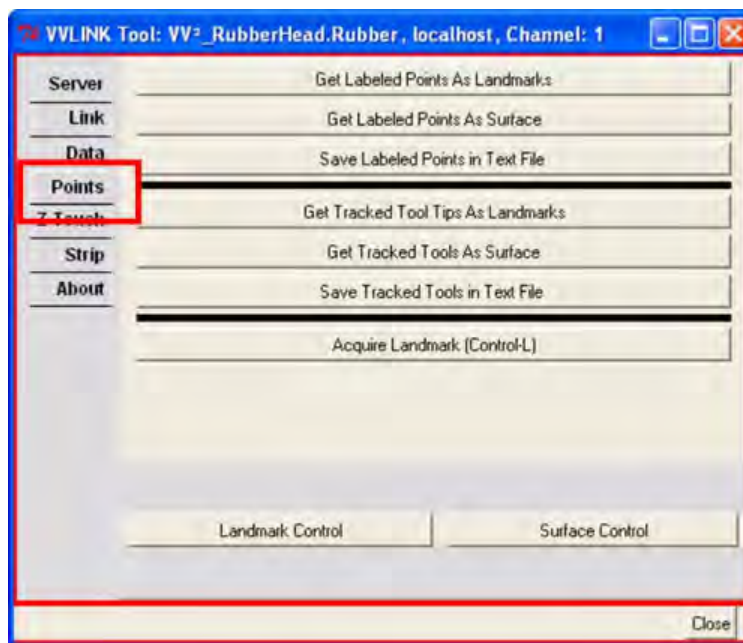 VVLINK Tool: VV²_RubberHead.Rubber, localhost, Channel: 1
Server
Link
Data
Points
Z-Touch
Strip
About
Get Labeled Points As Landmarks
Get Labeled Points As Surface
Save Labeled Points in Text File
Get Tracked Tool Tips As Landmarks
Get Tracked Tools As Surface
Save Tracked Tools in Text File
Acquire Landmark (Control-L)
Landmark Control
Surface Control
Close